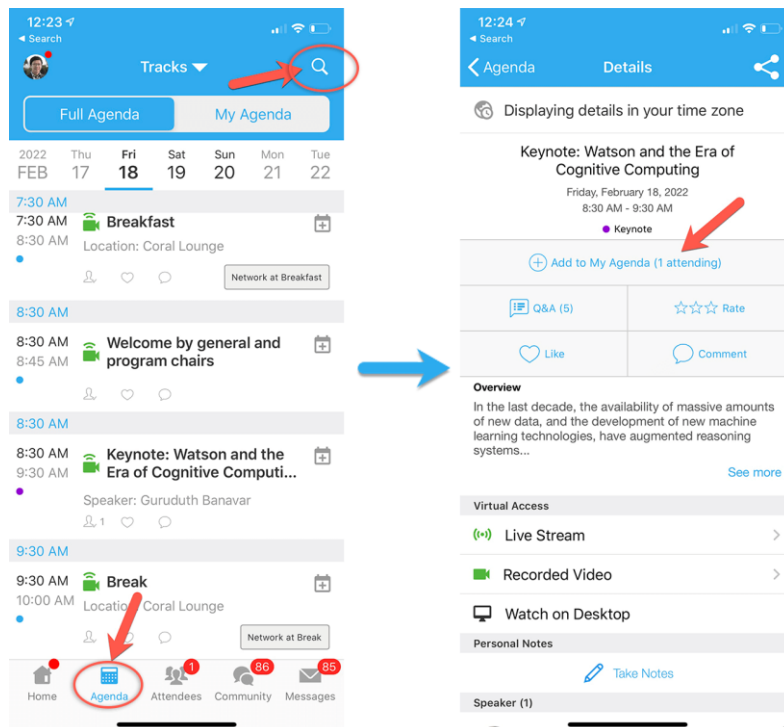 12:23
◄ Search
Tracks
Full Agenda
My Agenda
2022 Thu Fri Sat Sun Mon Tue
FEB 17 18 19 20 21 22
7:30 AM
7:30 AM Breakfast
8:30 AM Location: Coral Lounge
Network at Breakfast
8:30 AM
8:30 AM Welcome by general and
8:45 AM program chairs
8:30 AM
8:30 AM Keynote: Watson and the
9:30 AM Era of Cognitive Computi...
Speaker: Guruduth Banavar
1
9:30 AM
9:30 AM Break
10:00 AM Location: Coral Lounge
Network at Break
1 86 85
Home Agenda Attendees Community Messages
12:24
◄ Search
Agenda Details
Displaying details in your time zone
Keynote: Watson and the Era of
Cognitive Computing
Friday, February 18, 2022
8:30 AM - 9:30 AM
Keynote
Add to My Agenda (1 attending)
Q&A (5) Rate
Like Comment
Overview
In the last decade, the availability of massive amounts
of new data, and the development of new machine
learning technologies, have augmented reasoning
systems...
See more
Virtual Access
Live Stream
Recorded Video
Watch on Desktop
Personal Notes
Take Notes
Speaker (1)